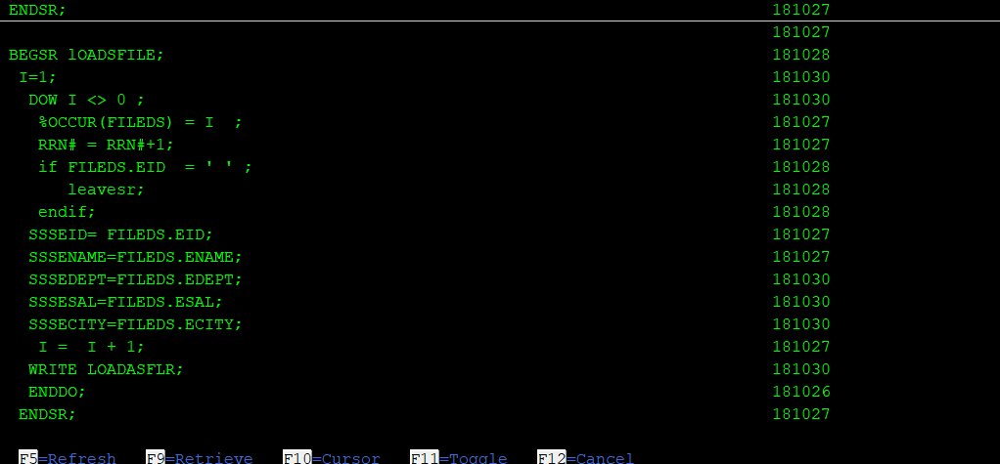 ENDSR; 181027
181027
BEGSR lOADSFILE; 181028
I=1; 181030
DOW I <> 0 ; 181030
%OCCUR(FILEDS) = I  ; 181027
RRN# = RRN#+1; 181027
if FILEDS.EID  = ' ' ; 181028
leavesr; 181028
endif; 181028
SSSEID= FILEDS.EID; 181027
SSSENAME=FILEDS.ENAME; 181027
SSSEDEPT=FILEDS.EDEPT; 181030
SSSESAL=FILEDS.ESAL; 181030
SSSECITY=FILEDS.ECITY; 181030
I =  I + 1; 181027
WRITE LOADASFLR; 181030
ENDDO; 181026
ENDSR; 181027
F5=Refresh F9=Retrieve F10=Cursor F11=Toggle F12=Cancel